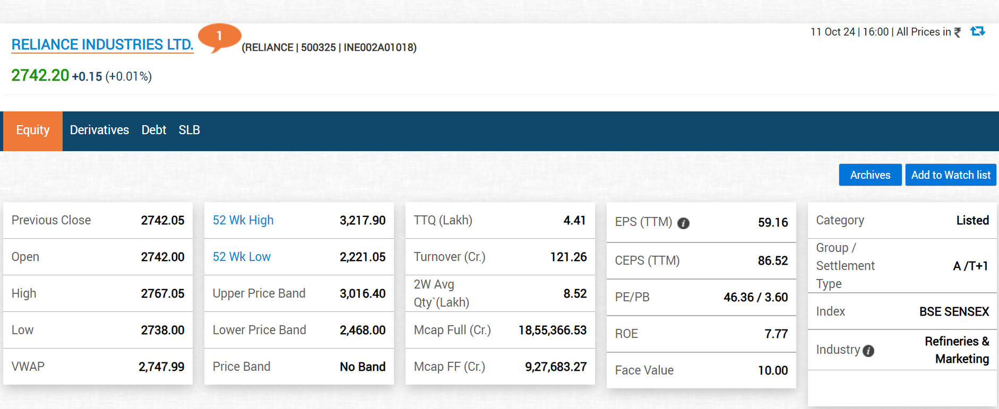 11 Oct 24 | 16:00 | All Prices in ₹
RELIANCE INDUSTRIES LTD.
1
(RELIANCE | 500325 | INE002A01018)
2742.20 +0.15 (+0.01%)
Equity Derivatives Debt SLB
Archives Add to Watch list
Previous Close 2742.05
Open 2742.00
High 2767.05
Low 2738.00
VWAP 2,747.99
52 Wk High 3,217.90
52 Wk Low 2,221.05
Upper Price Band 3,016.40
Lower Price Band 2,468.00
Price Band No Band
TTQ (Lakh) 4.41
Turnover (Cr.) 121.26
2W Avg
Qty`(Lakh) 8.52
Mcap Full (Cr.) 18,55,366.53
Mcap FF (Cr.) 9,27,683.27
EPS (TTM) i 59.16
CEPS (TTM) 86.52
PE/PB 46.36 / 3.60
ROE 7.77
Face Value 10.00
Category Listed
Group /
Settlement A /T+1
Type
Index BSE SENSEX
Industry i Refineries &
Marketing